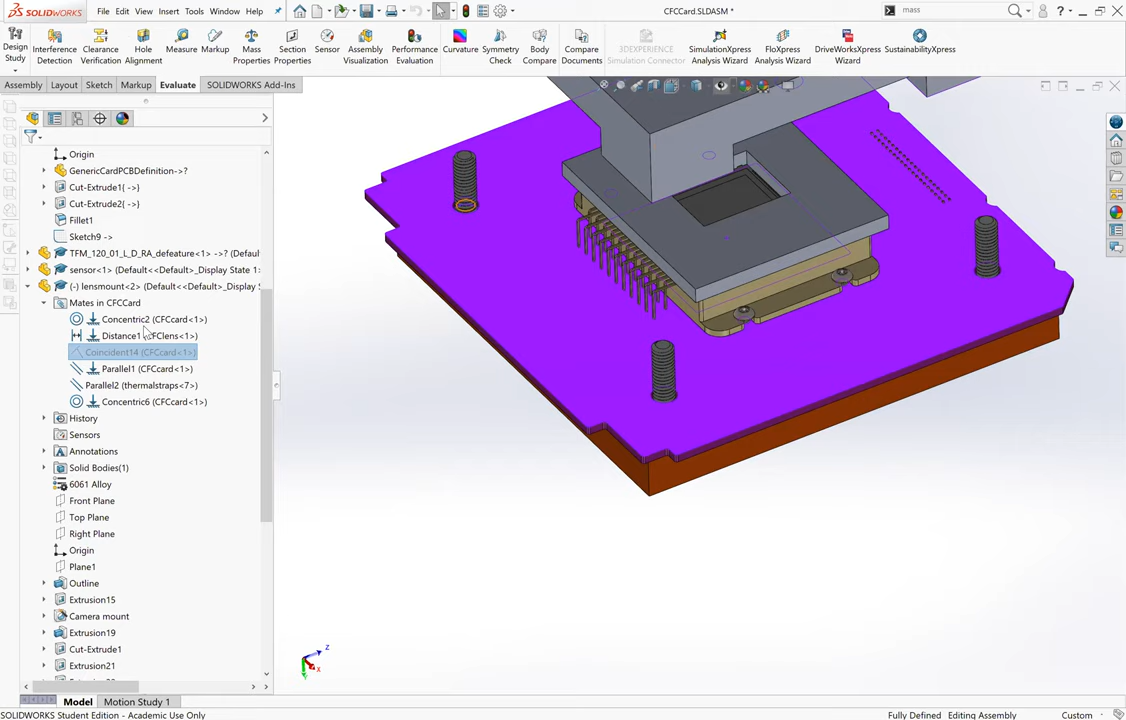 SOLIDWORKS
File Edit View Insert Tools Window Help
CFCCard.SLDASM *
mass
Design Study
Interference Detection
Clearance Verification
Hole Alignment
Measure
Markup
Mass Properties
Section Properties
Sensor
Assembly Visualization
Performance Evaluation
Curvature
Symmetry Check
Body Compare
Compare Documents
3DEXPERIENCE Simulation Connector
SimulationXpress Analysis Wizard
FloXpress Analysis Wizard
DriveWorksXpress Wizard
SustainabilityXpress
Assembly Layout Sketch Markup Evaluate SOLIDWORKS Add-Ins
Origin
GenericCardPCBDefinition->?
Cut-Extrude1( ->)
Cut-Extrude2( ->)
Fillet1
Sketch9 ->
TFM_120_01_L_D_RA_defeature<1> ->? (Defau
sensor<1> (Default<<Default>_Display State 1
(-) lensmount<2> (Default<<Default>_Display
Mates in CFCCard
Concentric2 (CFCcard<1>)
Distance1 (CFClens<1>)
Coincident14 (CFCcard<1>)
Parallel1 (CFCcard<1>)
Parallel2 (thermalstraps<7>)
Concentric6 (CFCcard<1>)
History
Sensors
Annotations
Solid Bodies(1)
6061 Alloy
Front Plane
Top Plane
Right Plane
Origin
Plane1
Outline
Extrusion15
Camera mount
Extrusion19
Cut-Extrude1
Extrusion21
z
x
Model Motion Study 1
SOLIDWORKS Student Edition - Academic Use Only
Fully Defined Editing Assembly Custom